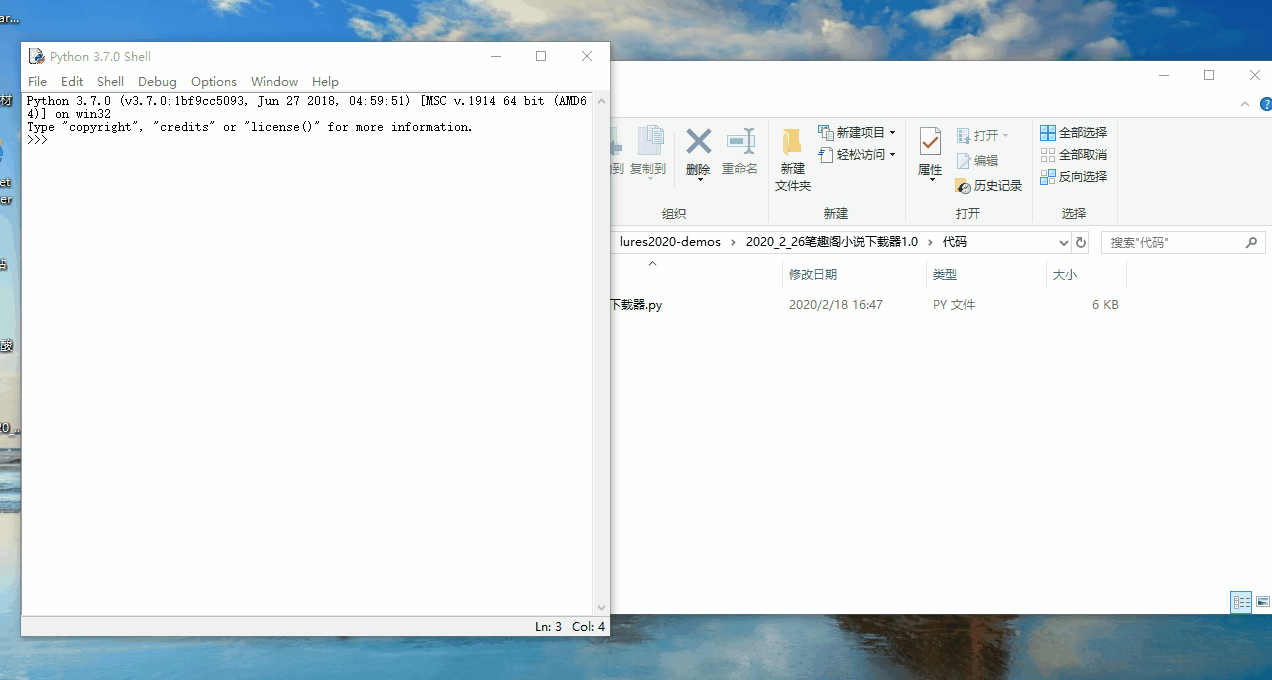 Python 3.7.0 Shell
File Edit Shell Debug Options Window Help
Python 3.7.0 (v3.7.0:1bf9cc5093, Jun 27 2018, 04:59:51) [MSC v.1914 64 bit (AMD6
4)] on win32
Type "copyright", "credits" or "license()" for more information.
>>>
Ln: 3 Col: 4
复制到
删除
重命名
组织
新建
文件夹
新建项目
轻松访问
新建
属性
打开
编辑
历史记录
打开
全部选择
全部取消
反向选择
选择
lures2020-demos > 2020_2_26笔趣阁小说下载器1.0 > 代码
搜索"代码"
修改日期 类型 大小
下载器.py 2020/2/18 16:47 PY 文件 6 KB